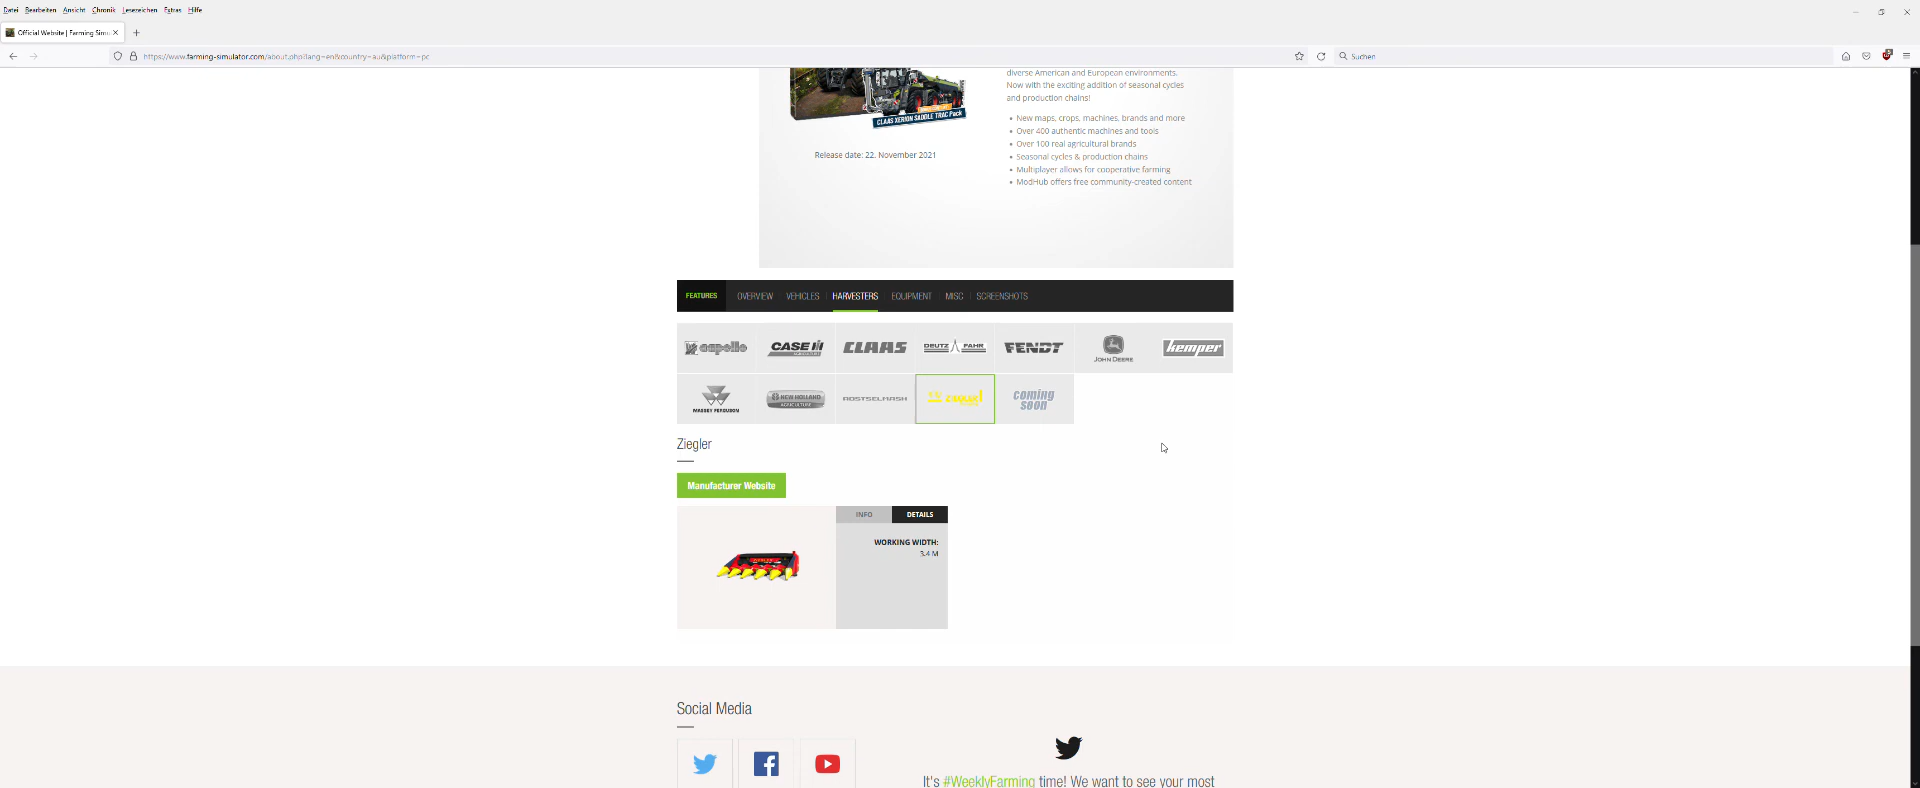 Datei Bearbeiten Ansicht Chronik Lesezeichen Extras Hilfe
Official Website | Farming Simu
https://www.farming-simulator.com/about.php?lang=en&country=au&platform=pc
Suchen
diverse American and European environments.
Now with the exciting addition of seasonal cycles
and production chains!
CLAAS XERION SADDLE TRAC Pack
New maps, crops, machines, brands and more
Over 400 authentic machines and tools
Over 100 real agricultural brands
Seasonal cycles & production chains
Multiplayer allows for cooperative farming
ModHub offers free community-created content
Release date: 22. November 2021
FEATURES OVERVIEW VEHICLES HARVESTERS EQUIPMENT MISC SCREENSHOTS
capello CASE IH AGRICULTURE CLAAS DEUTZ FAHR FENDT JOHN DEERE kemper
MASSEY FERGUSON NEW HOLLAND AGRICULTURE ROSTSELMASH ZIEGLER coming soon
Ziegler
Manufacturer Website
INFO DETAILS
WORKING WIDTH:
3.4 M
Social Media
It's #WeeklyFarming time! We want to see your most